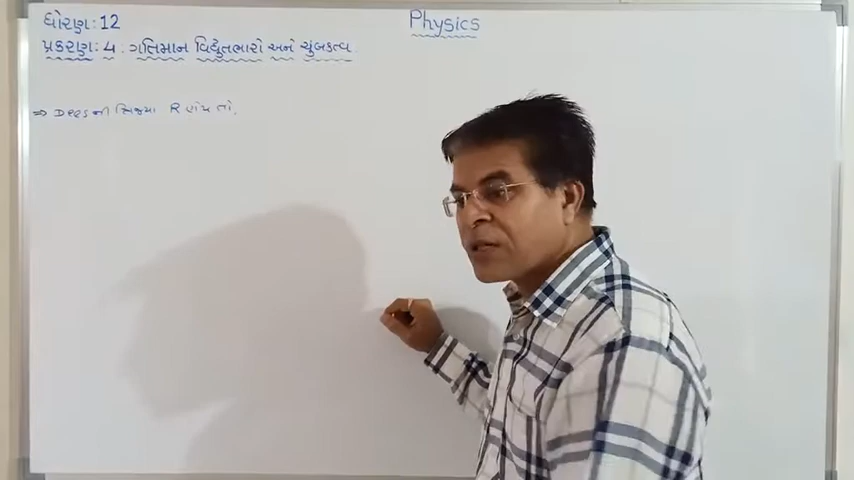 ધોરણ: 12
Physics
પ્રકરણ: 4. ગતિમાન વિદ્યુતભારો અને ચુંબકત્વ
⇒ Deesની ત્રિજ્યા R હોય તો,